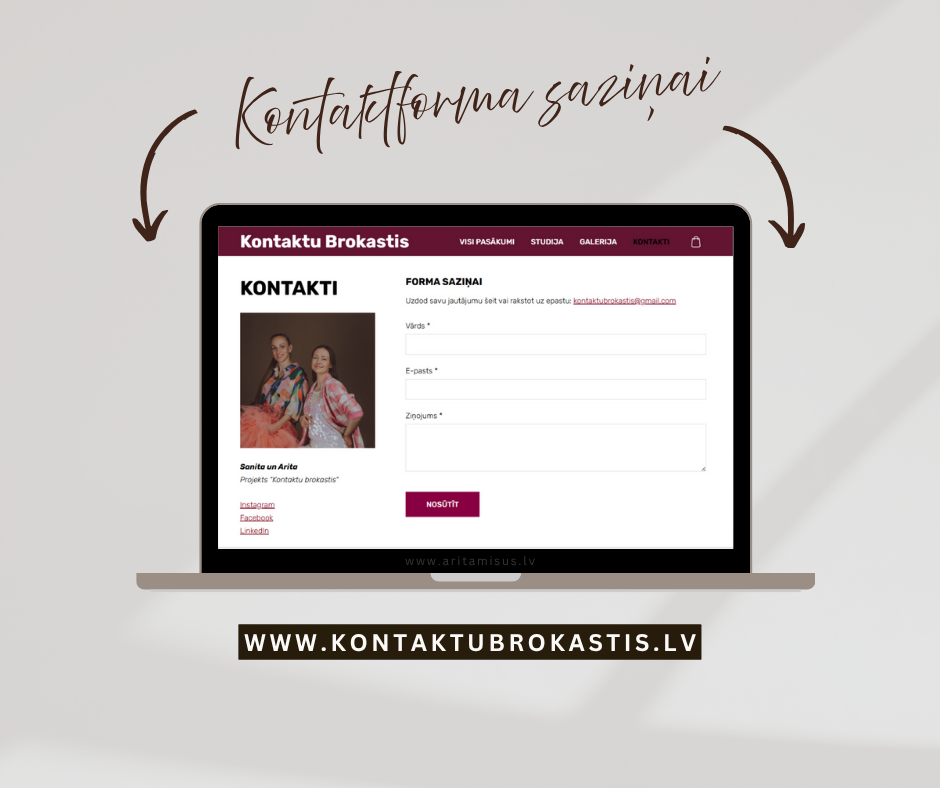 Kontaktforma saziņai
Kontaktu Brokastis
VISI PASĀKUMI STUDIJA GALERIJA KONTAKTI
KONTAKTI
Sanita un Arita
Projekts "Kontaktu brokastis"
Instagram
Facebook
LinkedIn
FORMA SAZIŅAI
Uzdod savu jautājumu šeit vai rakstot uz epastu: kontaktubrokastis@gmail.com
Vārds *
E-pasts *
Ziņojums *
NOSŪTĪT
www.aritamisus.lv
WWW.KONTAKTUBROKASTIS.LV